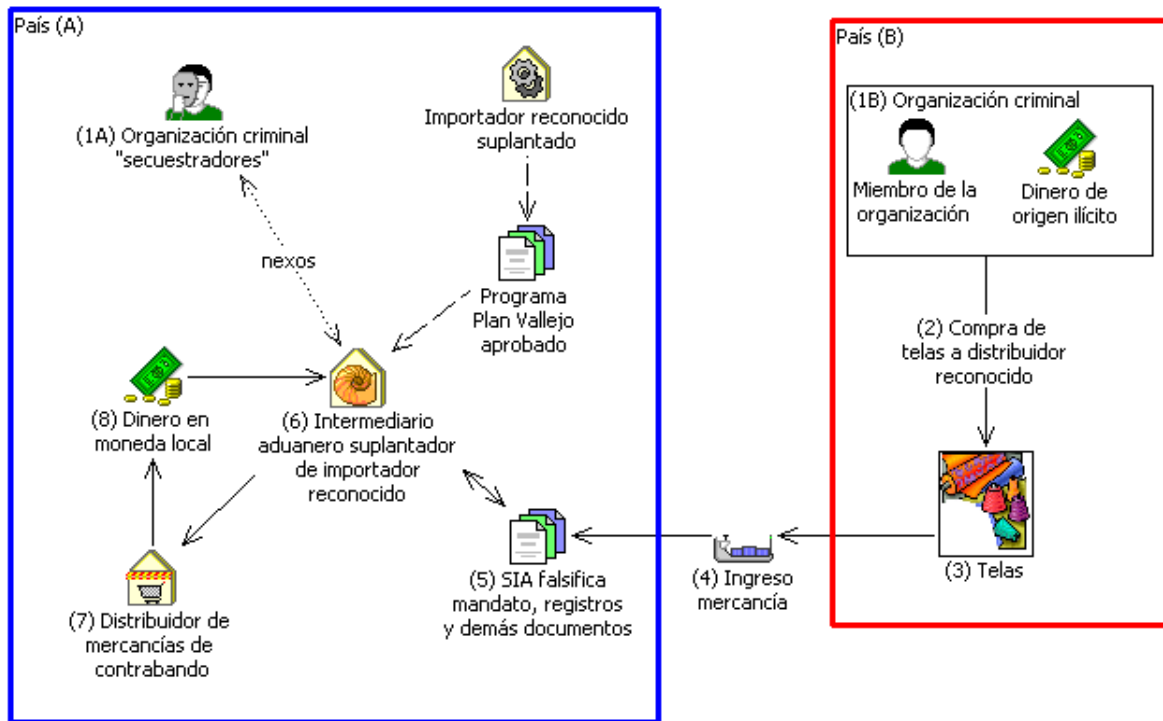 País (A)
(1A) Organización criminal
"secuestradores"
Importador reconocido
suplantado
nexos
Programa
Plan Vallejo
aprobado
(8) Dinero en
moneda local
(6) Intermediario
aduanero suplantador
de importador
reconocido
(7) Distribuidor de
mercancías de
contrabando
(5) SIA falsifica
mandato, registros
y demás documentos
(4) Ingreso
mercancía
País (B)
(1B) Organización criminal
Miembro de la
organización
Dinero de
origen ilícito
(2) Compra de
telas a distribuidor
reconocido
(3) Telas